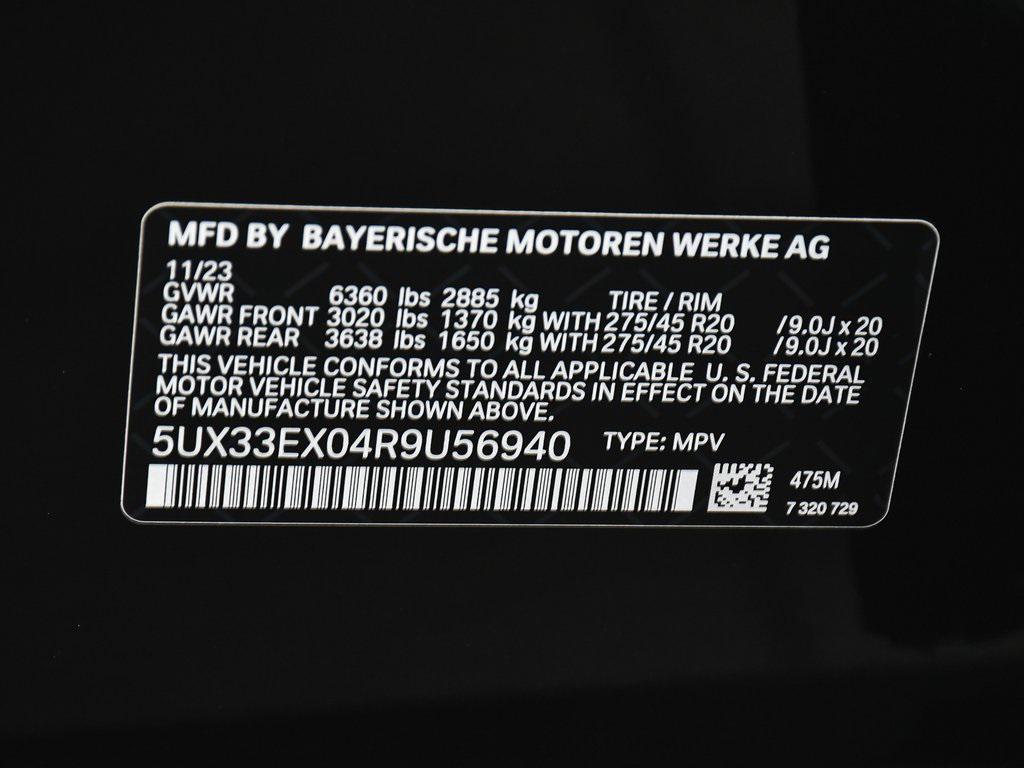 MFD BY BAYERISCHE MOTOREN WERKE AG
11/23
GVWR 6360 lbs 2885 kg TIRE / RIM
GAWR FRONT 3020 lbs 1370 kg WITH 275/45 R20 /9.0J x 20
GAWR REAR 3638 lbs 1650 kg WITH 275/45 R20 /9.0J x 20
THIS VEHICLE CONFORMS TO ALL APPLICABLE U. S. FEDERAL
MOTOR VEHICLE SAFETY STANDARDS IN EFFECT ON THE DATE
OF MANUFACTURE SHOWN ABOVE.
5UX33EX04R9U56940 TYPE: MPV
475M
7 320 729